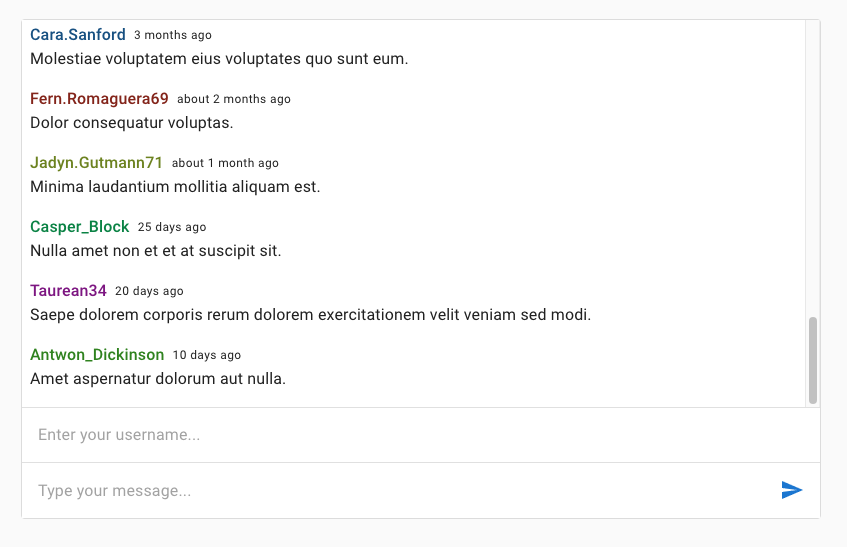 Cara.Sanford 3 months ago
Molestiae voluptatem eius voluptates quo sunt eum.
Fern.Romaguera69 about 2 months ago
Dolor consequatur voluptas.
Jadyn.Gutmann71 about 1 month ago
Minima laudantium mollitia aliquam est.
Casper_Block 25 days ago
Nulla amet non et et at suscipit sit.
Taurean34 20 days ago
Saepe dolorem corporis rerum dolorem exercitationem velit veniam sed modi.
Antwon_Dickinson 10 days ago
Amet aspernatur dolorum aut nulla.
Enter your username...
Type your message...